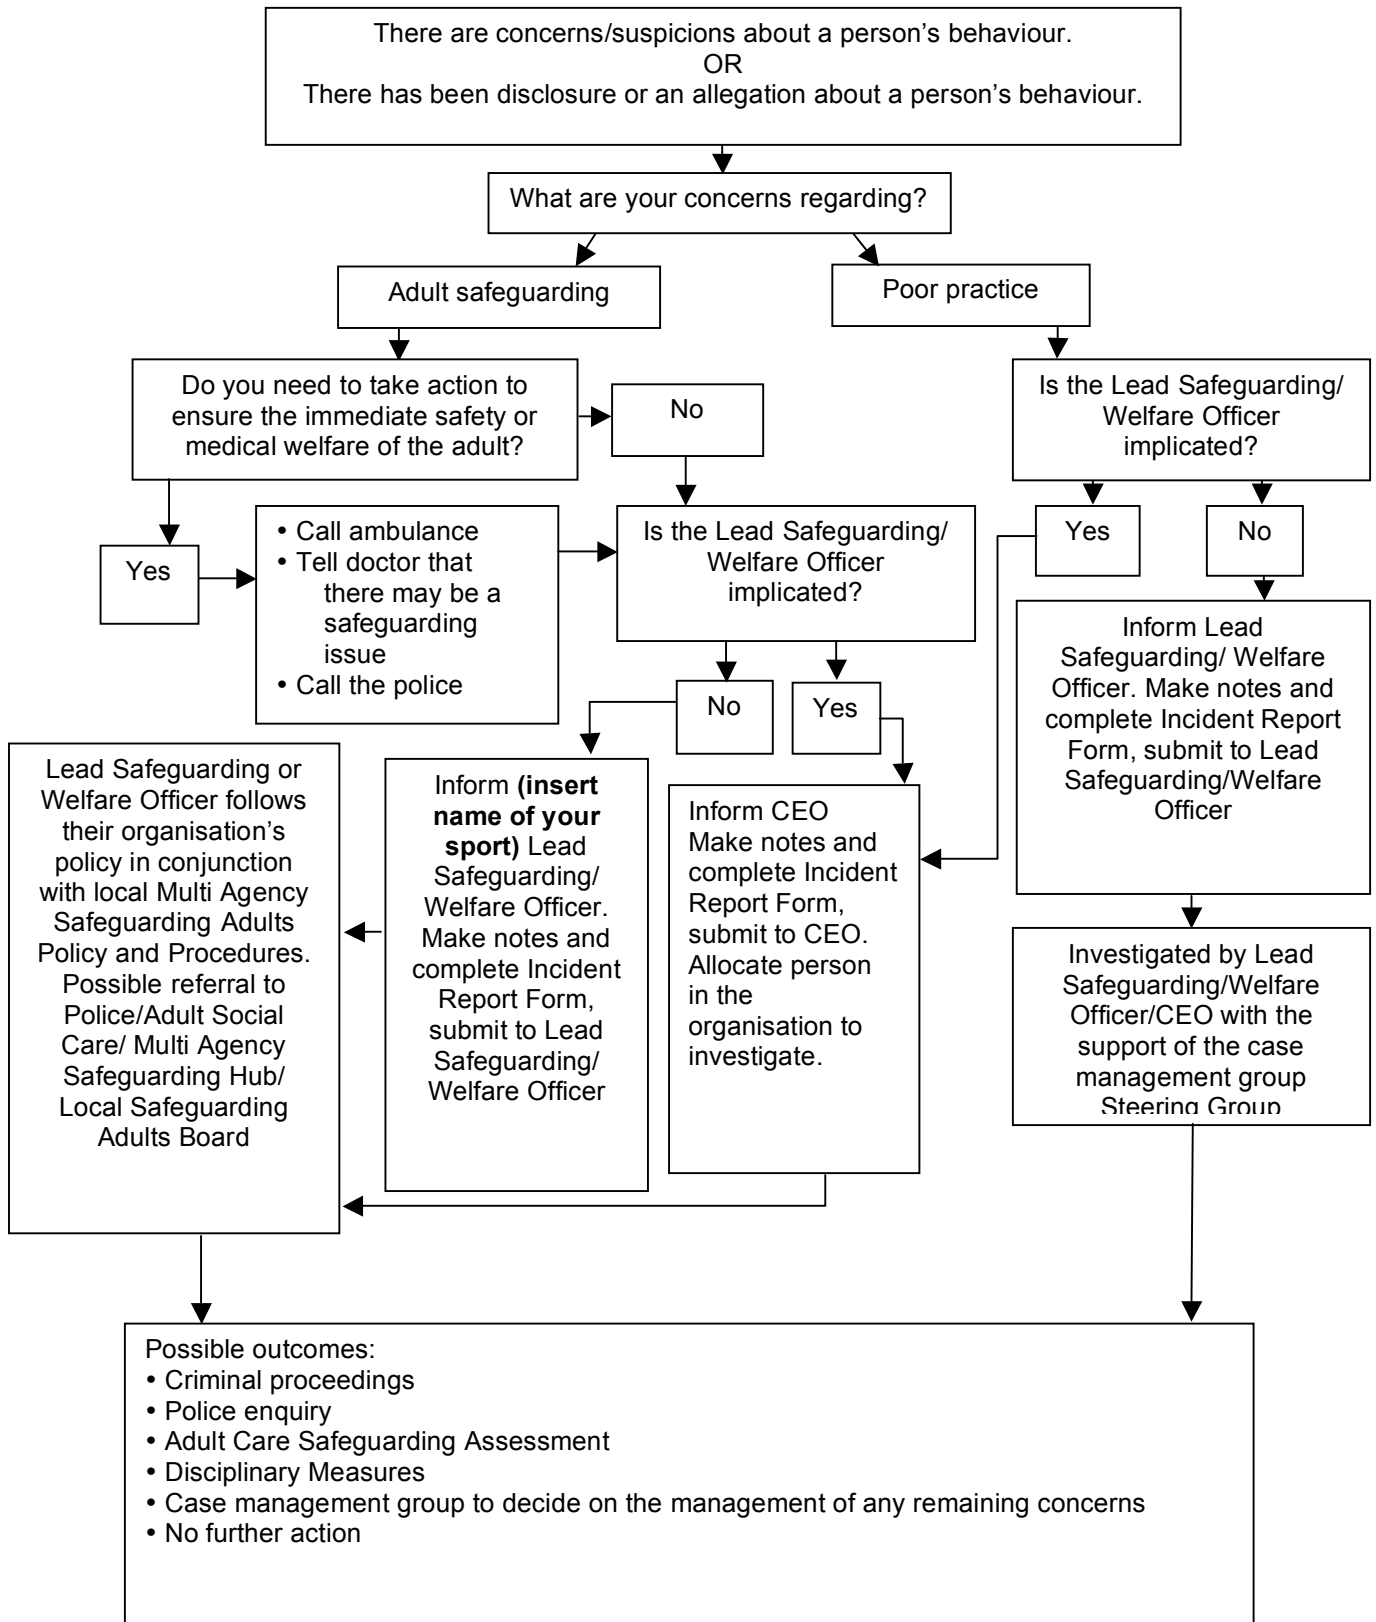 There are concerns/suspicions about a person’s behaviour.
OR
There has been disclosure or an allegation about a person’s behaviour.
What are your concerns regarding?
Adult safeguarding
Poor practice
Do you need to take action to
ensure the immediate safety or
medical welfare of the adult?
No
Is the Lead Safeguarding/
Welfare Officer
implicated?
Yes
• Call ambulance
• Tell doctor that
there may be a
safeguarding
issue
• Call the police
Is the Lead Safeguarding/
Welfare Officer
implicated?
Yes
No
No
Yes
Inform Lead
Safeguarding/ Welfare
Officer. Make notes and
complete Incident Report
Form, submit to Lead
Safeguarding/Welfare
Officer
Lead Safeguarding or
Welfare Officer follows
their organisation’s
policy in conjunction
with local Multi Agency
Safeguarding Adults
Policy and Procedures.
Possible referral to
Police/Adult Social
Care/ Multi Agency
Safeguarding Hub/
Local Safeguarding
Adults Board
Inform (insert
name of your
sport) Lead
Safeguarding/
Welfare Officer.
Make notes and
complete Incident
Report Form,
submit to Lead
Safeguarding/
Welfare Officer
Inform CEO
Make notes and
complete Incident
Report Form,
submit to CEO.
Allocate person
in the
organisation to
investigate.
Investigated by Lead
Safeguarding/Welfare
Officer/CEO with the
support of the case
management group
Steering Group
Possible outcomes:
• Criminal proceedings
• Police enquiry
• Adult Care Safeguarding Assessment
• Disciplinary Measures
• Case management group to decide on the management of any remaining concerns
• No further action